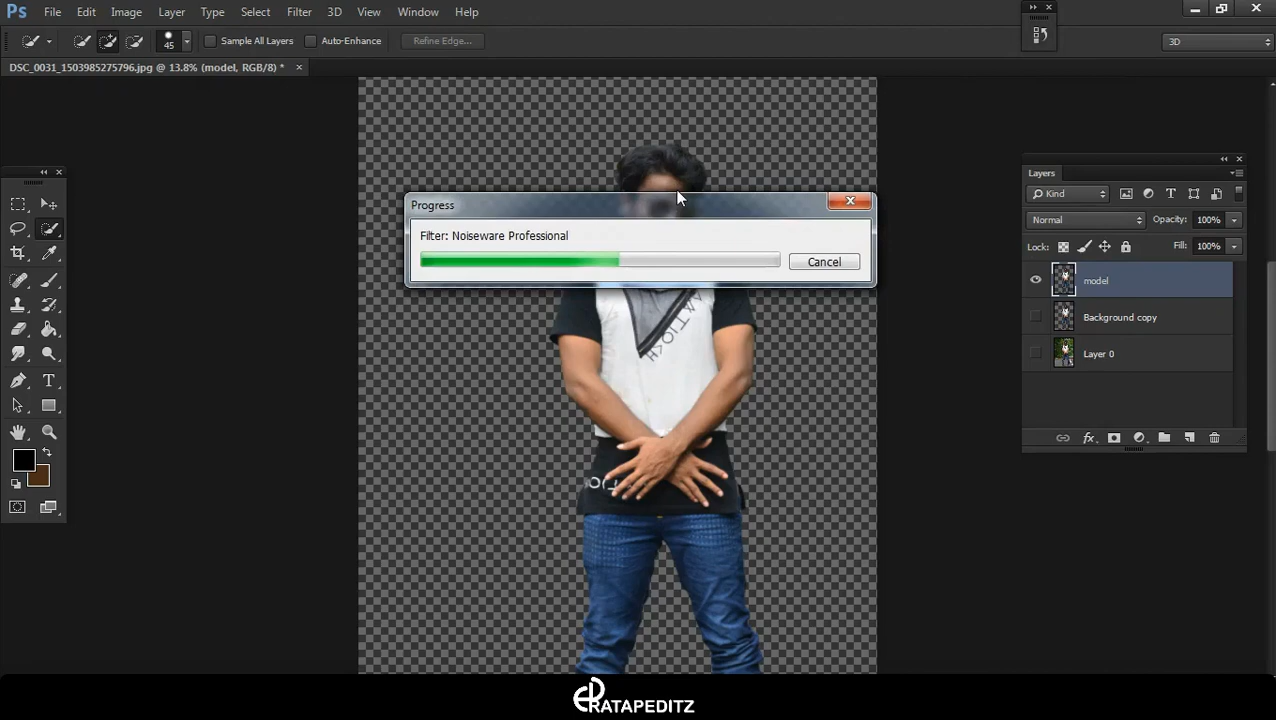 Ps File Edit Image Layer Type Select Filter 3D View Window Help
45 Sample All Layers Auto-Enhance Refine Edge... 3D
DSC_0031_1503985275796.jpg @ 13.8% (model, RGB/8) *
Progress
Filter: Noiseware Professional
Cancel
Layers
Kind
Normal Opacity: 100%
Lock: Fill: 100%
model
Background copy
Layer 0
RATAPEDITZ